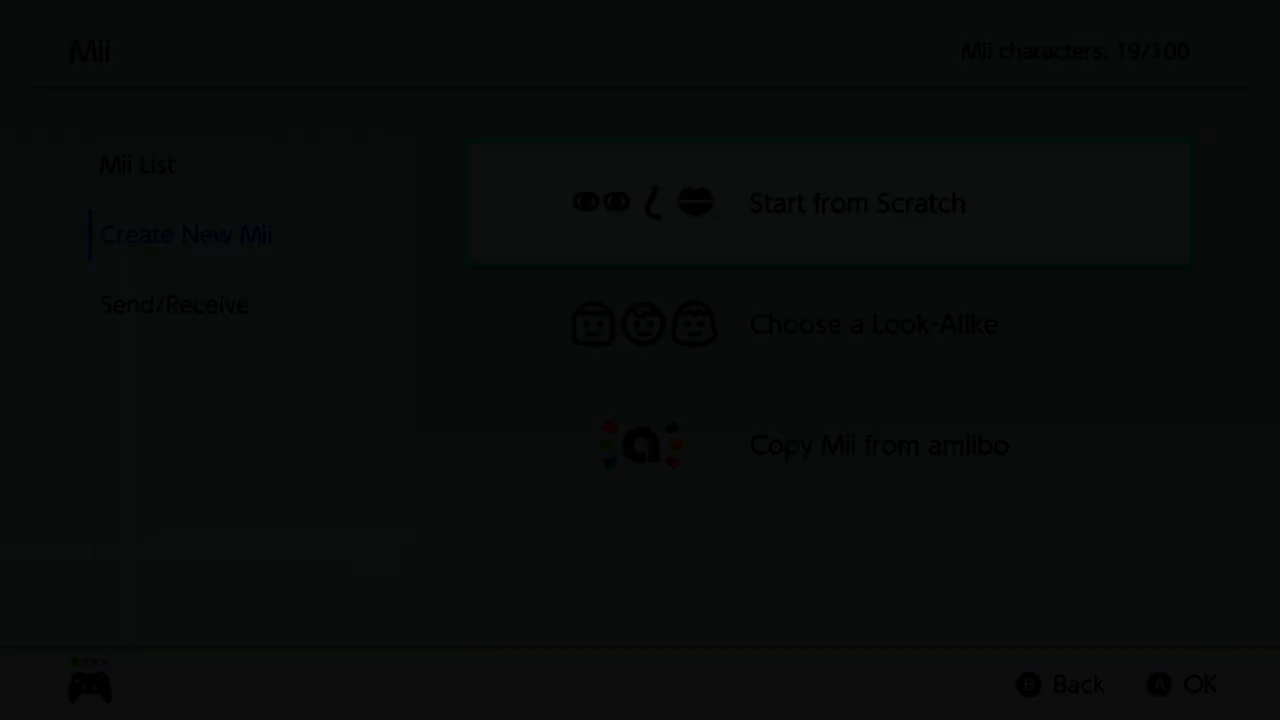 Mii
Mii characters: 19/100
Mii List
Create New Mii
Send/Receive
Start from Scratch
Choose a Look-Alike
a
Copy Mii from amiibo
B Back
A OK